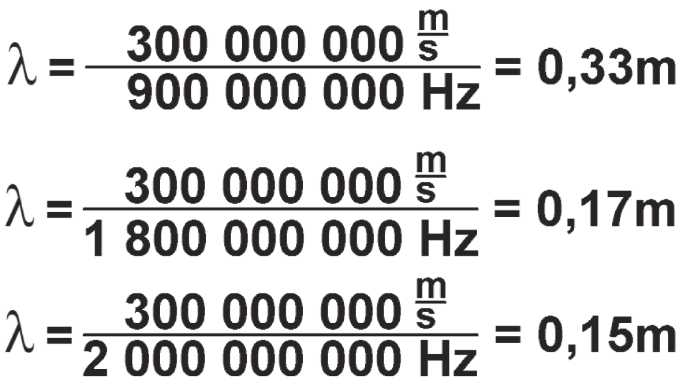 λ = 300 000 000 m/s / 900 000 000 Hz = 0,33m
λ = 300 000 000 m/s / 1 800 000 000 Hz = 0,17m
λ = 300 000 000 m/s / 2 000 000 000 Hz = 0,15m